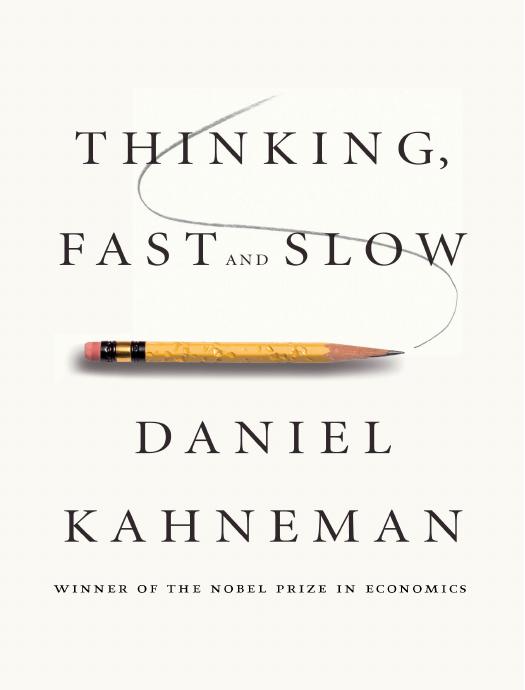 THINKING,
FAST AND SLOW
DANIEL
KAHNEMAN
WINNER OF THE NOBEL PRIZE IN ECONOMICS